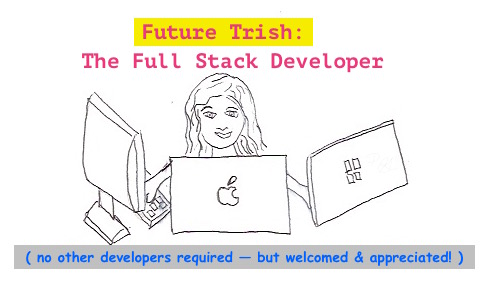 Future Trish:
The Full Stack Developer
( no other developers required — but welcomed & appreciated! )